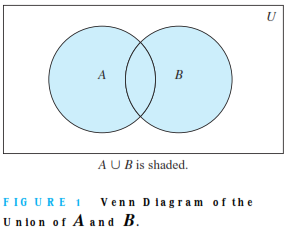 U
A B
A ∪ B is shaded.
FIGURE 1 Venn Diagram of the
Union of A and B.